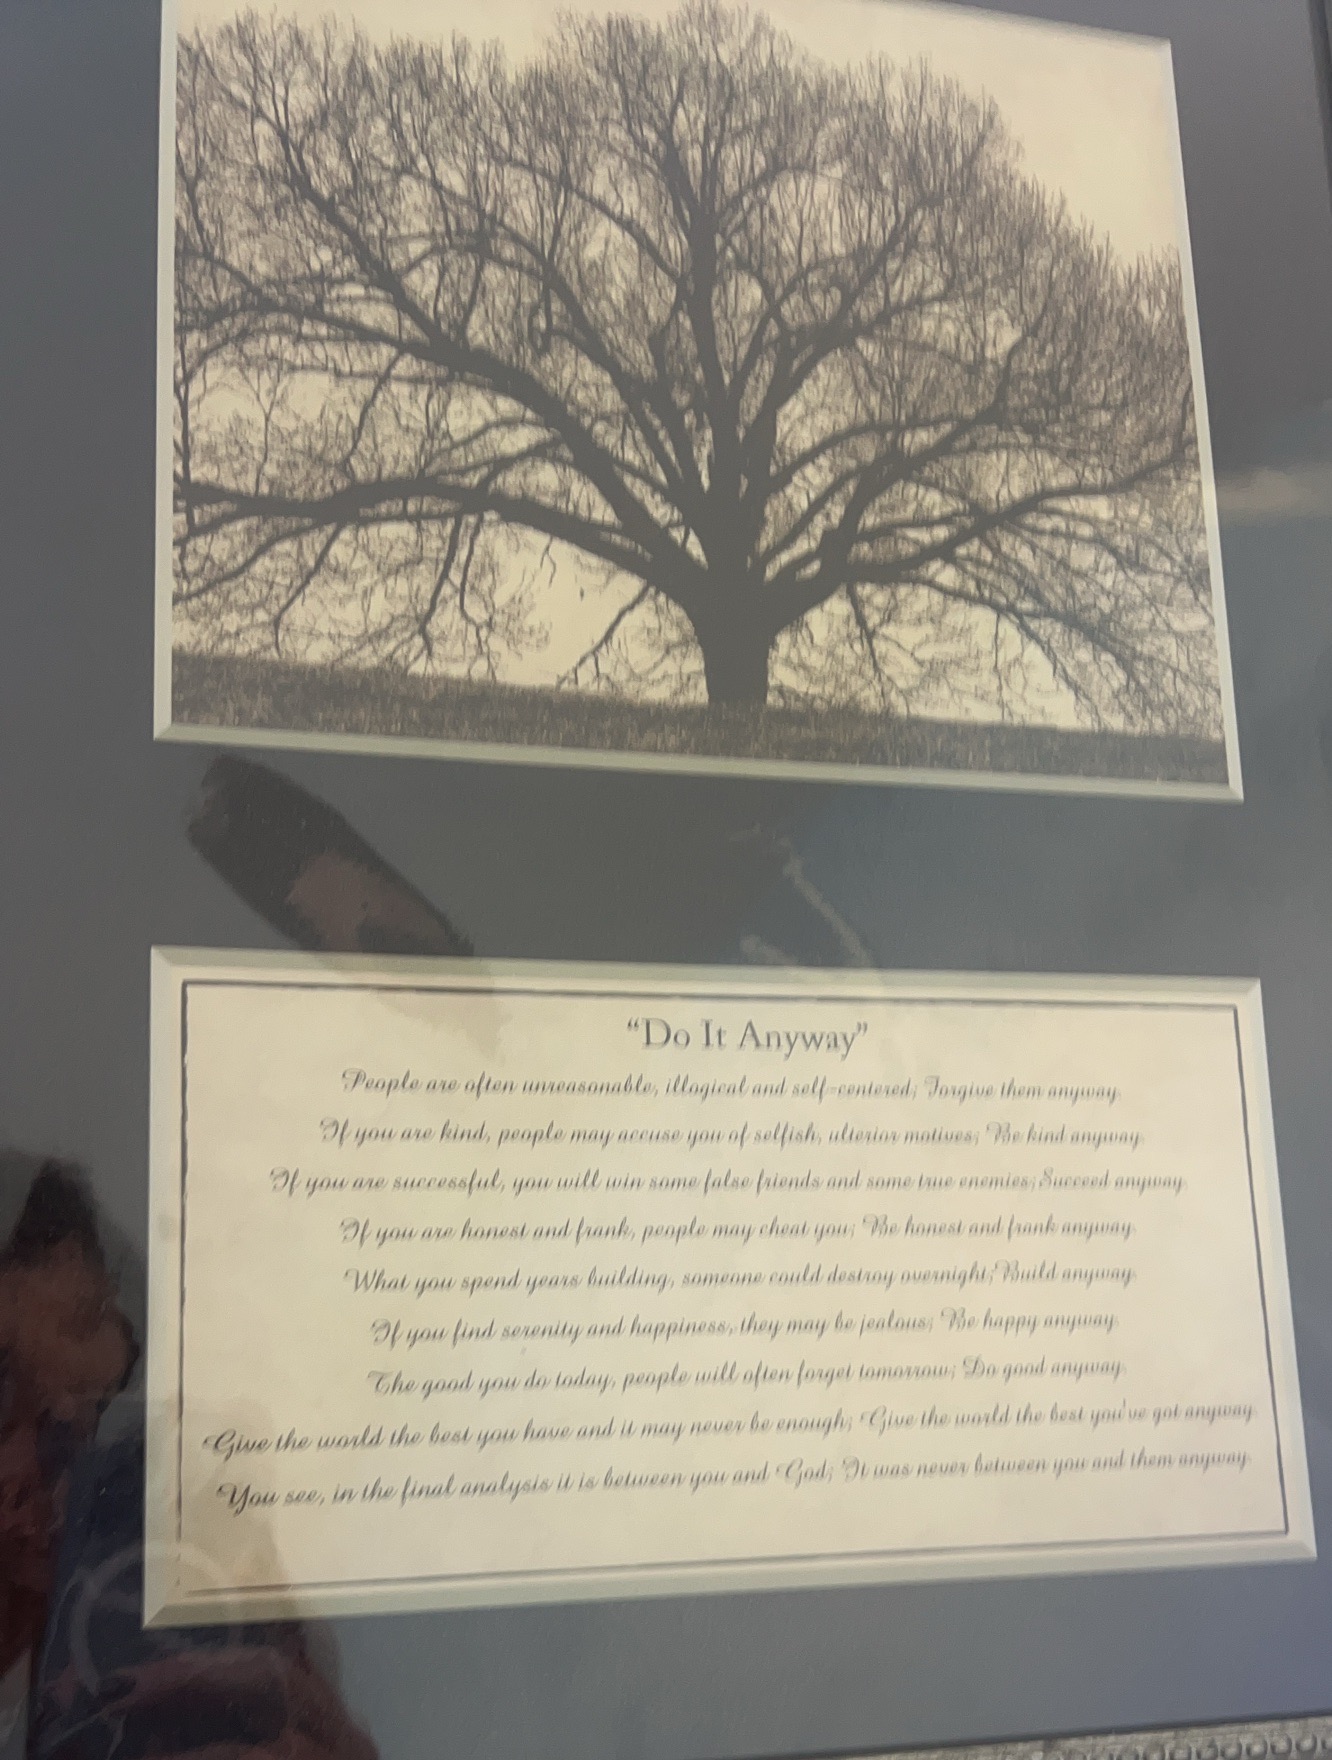 “Do It Anyway”
People are often unreasonable, illogical and self-centered; Forgive them anyway.
If you are kind, people may accuse you of selfish, ulterior motives; Be kind anyway.
If you are successful, you will win some false friends and some true enemies; Succeed anyway.
If you are honest and frank, people may cheat you; Be honest and frank anyway.
What you spend years building, someone could destroy overnight; Build anyway.
If you find serenity and happiness, they may be jealous; Be happy anyway.
The good you do today, people will often forget tomorrow; Do good anyway.
Give the world the best you have and it may never be enough; Give the world the best you've got anyway.
You see, in the final analysis it is between you and God; It was never between you and them anyway.